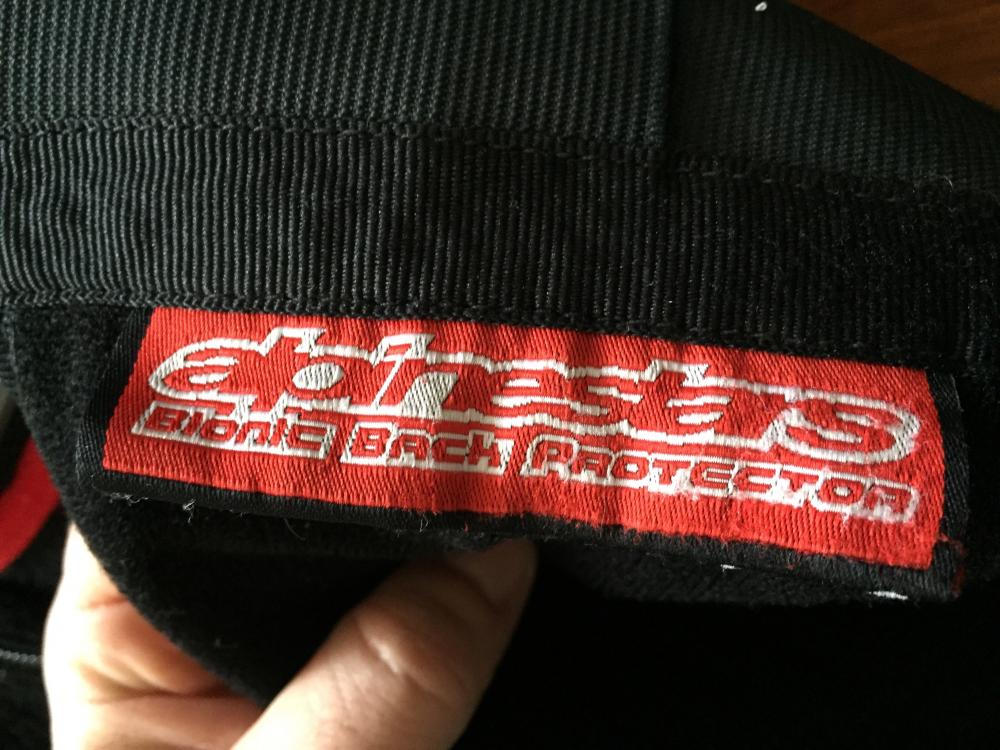 alpinestars
Bionic Back Protector